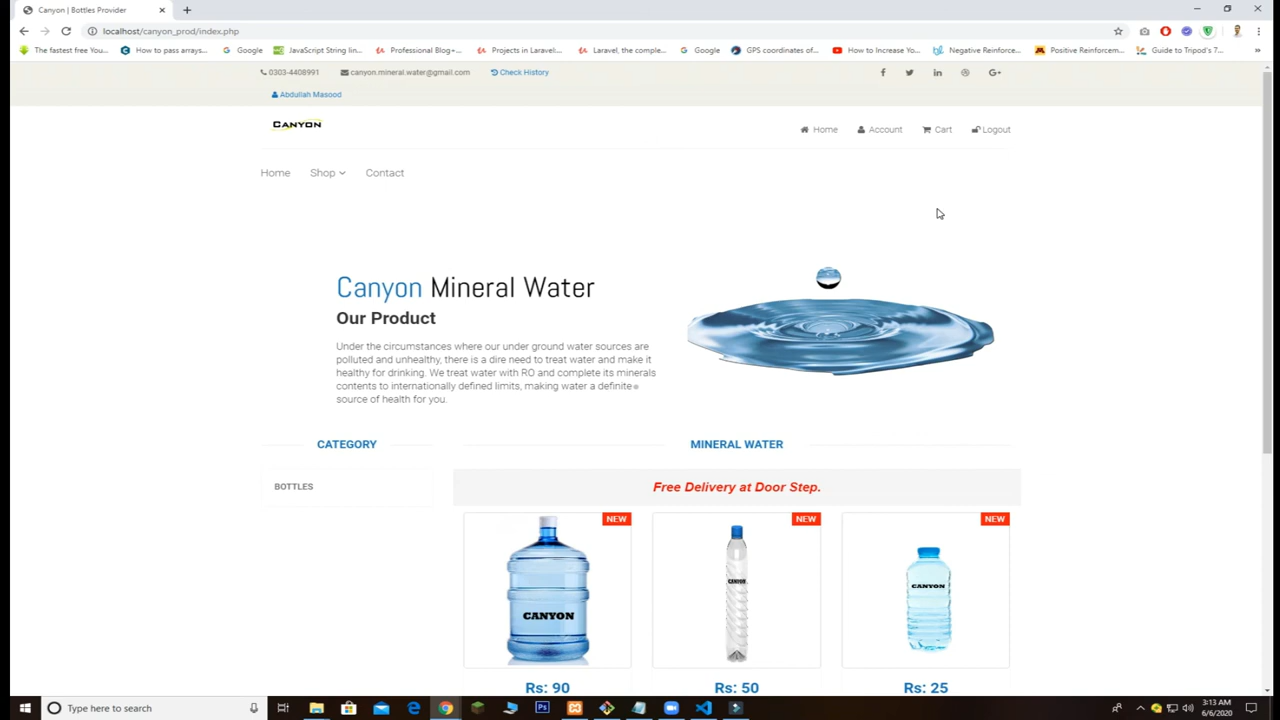 Canyon | Bottles Provider
localhost/canyon_prod/index.php
The fastest free You...
How to pass arrays...
Google
JavaScript String lin...
Professional Blog+...
Projects in Laravel:...
Laravel, the comple...
Google
GPS coordinates of...
How to Increase Yo...
Negative Reinforce...
Positive Reinforcem...
Guide to Tripod's 7...
0303-4408991
canyon.mineral.water@gmail.com
Check History
Abdullah Masood
CANYON
Home
Account
Cart
Logout
Home
Shop
Contact
Canyon Mineral Water
Our Product
Under the circumstances where our under ground water sources are
polluted and unhealthy, there is a dire need to treat water and make it
healthy for drinking. We treat water with RO and complete its minerals
contents to internationally defined limits, making water a definite
source of health for you.
CATEGORY
MINERAL WATER
BOTTLES
Free Delivery at Door Step.
NEW
NEW
NEW
CANYON
CANYON
CANYON
Rs: 90
Rs: 50
Rs: 25
Type here to search
3:13 AM
6/6/2020